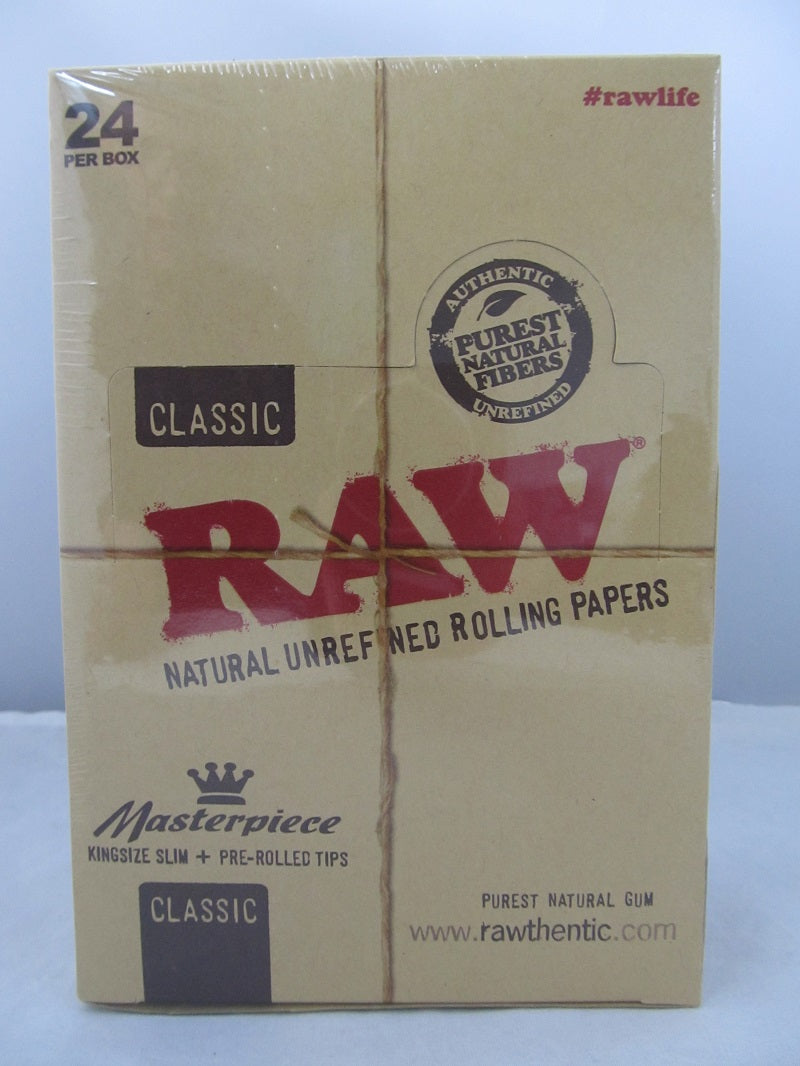 24
PER BOX
#rawlife
AUTHENTIC
PUREST
NATURAL
FIBERS
UNREFINED
CLASSIC
RAW®
NATURAL UNREFINED ROLLING PAPERS
Masterpiece
KINGSIZE SLIM + PRE-ROLLED TIPS
CLASSIC
PUREST NATURAL GUM
www.rawthentic.com